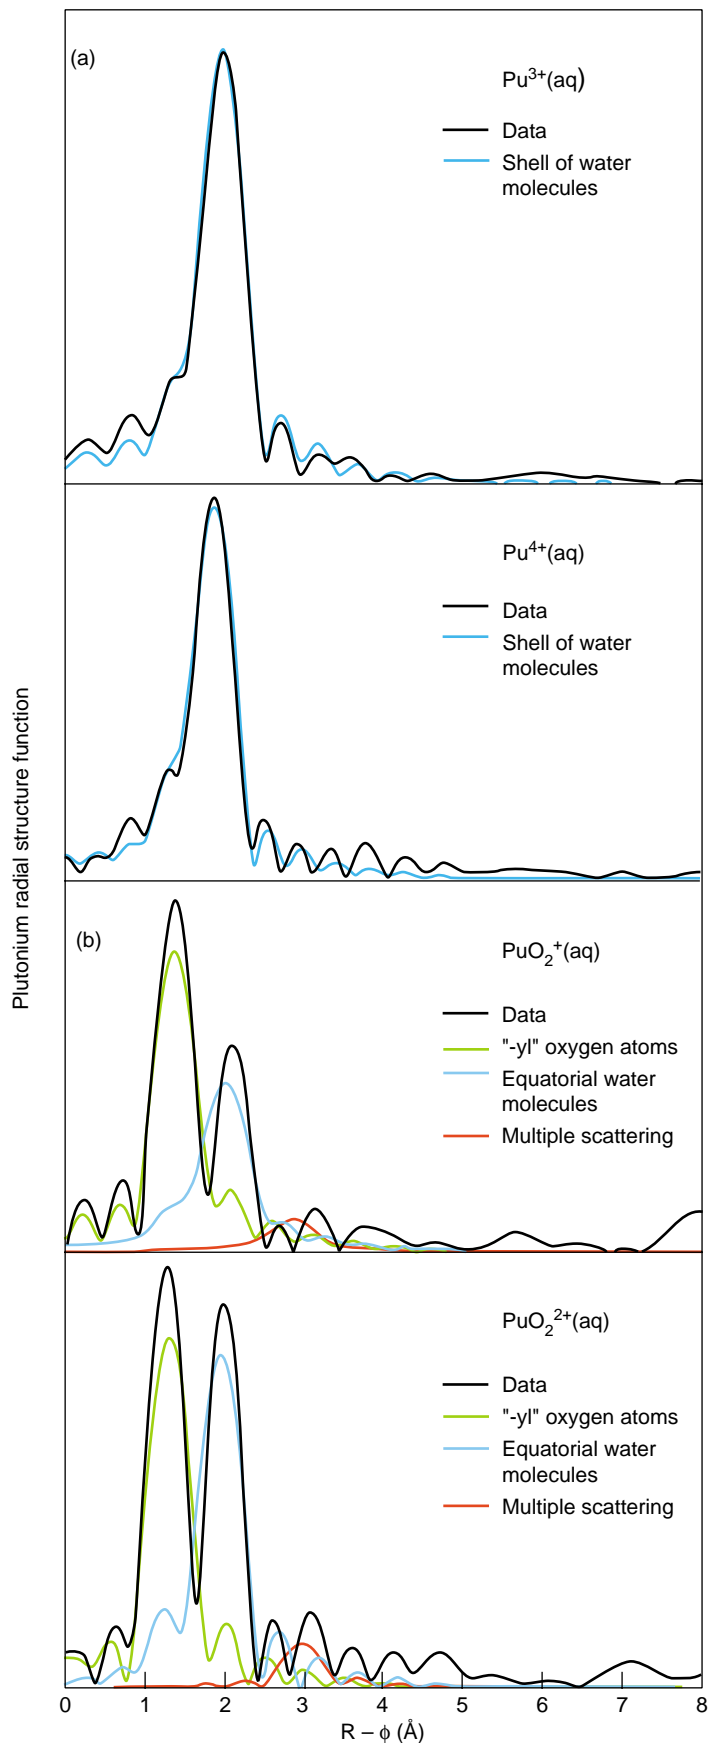 (a)
Pu³⁺(aq)
Data
Shell of water
molecules
Pu⁴⁺(aq)
Data
Shell of water
molecules
Plutonium radial structure function
(b)
PuO₂⁺(aq)
Data
"-yl" oxygen atoms
Equatorial water
molecules
Multiple scattering
PuO₂²⁺(aq)
Data
"-yl" oxygen atoms
Equatorial water
molecules
Multiple scattering
0 1 2 3 4 5 6 7 8
R – ϕ (Å)